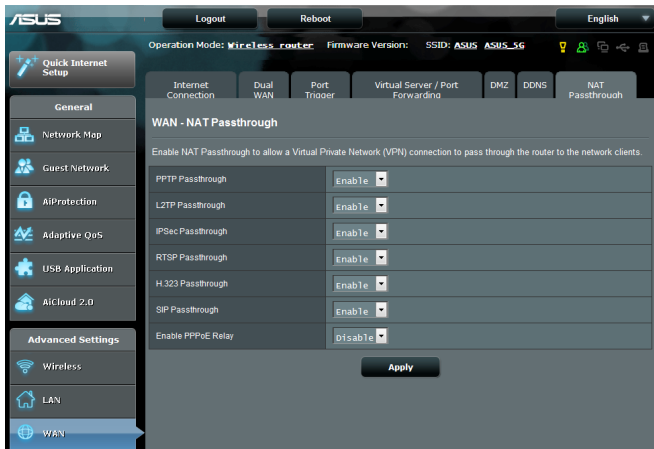 ASUS
Logout
Reboot
English
Operation Mode: Wireless router Firmware Version: SSID: ASUS ASUS_5G
Quick Internet
Setup
General
Network Map
Guest Network
AiProtection
Adaptive QoS
USB Application
AiCloud 2.0
Advanced Settings
Wireless
LAN
WAN
Internet
Connection
Dual
WAN
Port
Trigger
Virtual Server / Port
Forwarding
DMZ
DDNS
NAT
Passthrough
WAN - NAT Passthrough
Enable NAT Passthrough to allow a Virtual Private Network (VPN) connection to pass through the router to the network clients.
PPTP Passthrough Enable
L2TP Passthrough Enable
IPSec Passthrough Enable
RTSP Passthrough Enable
H.323 Passthrough Enable
SIP Passthrough Enable
Enable PPPoE Relay Disable
Apply